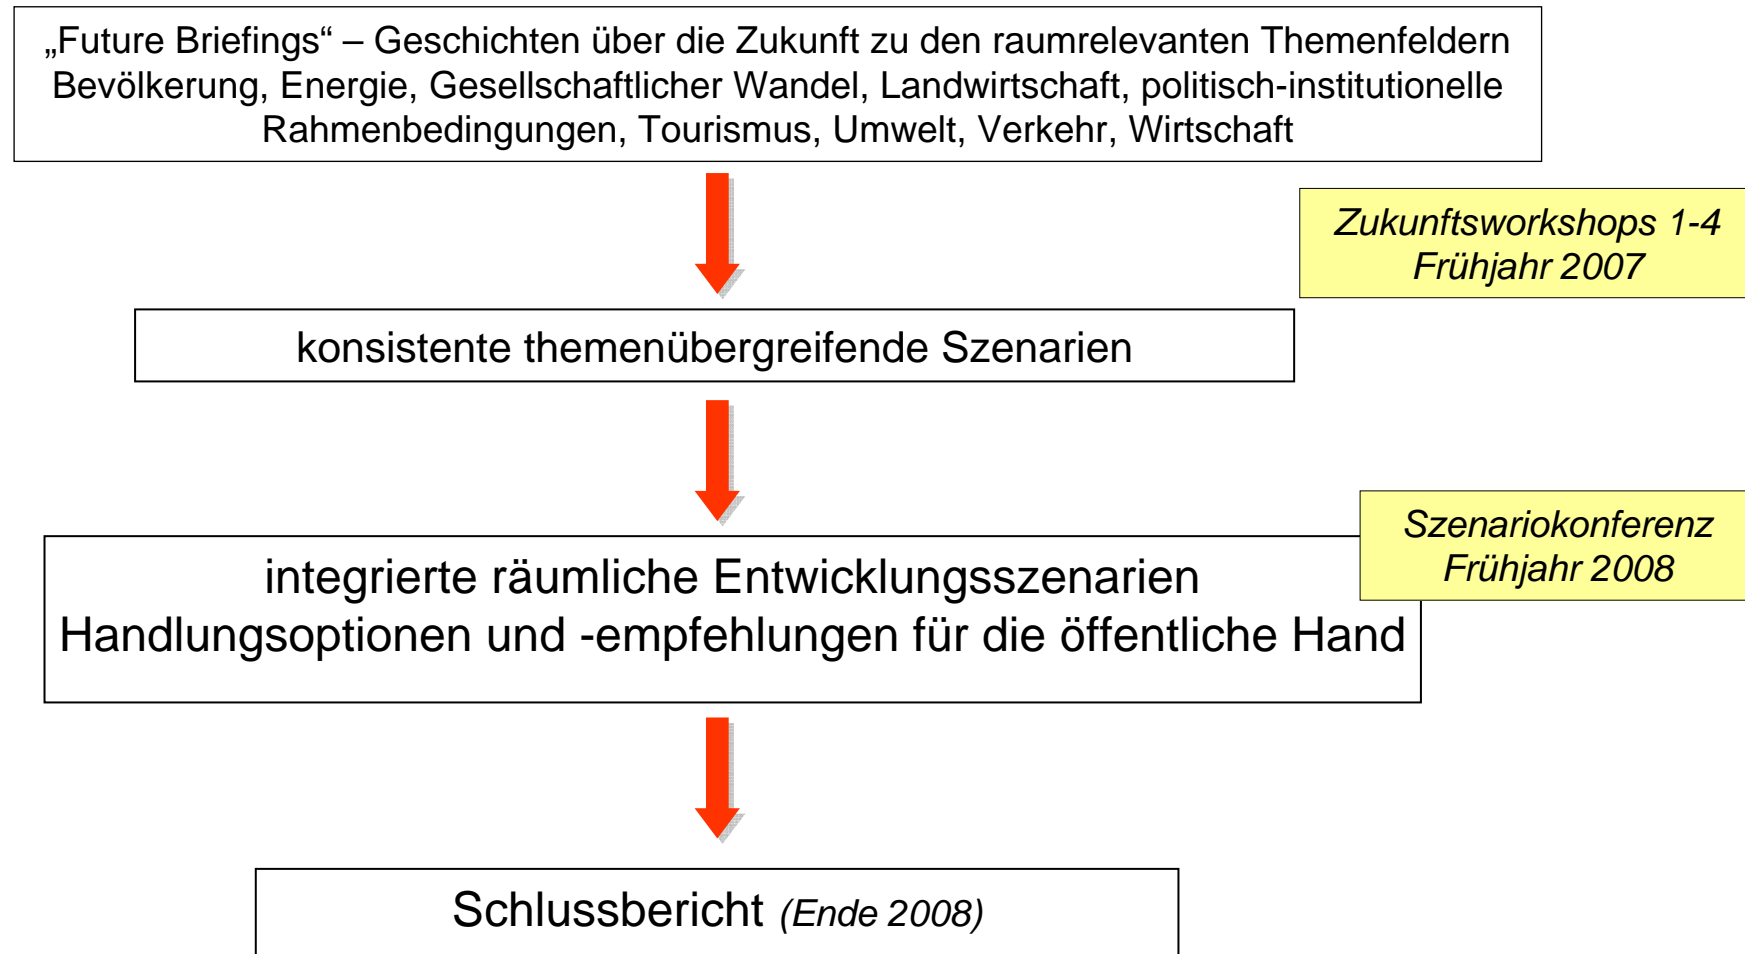 „Future Briefings“ – Geschichten über die Zukunft zu den raumrelevanten Themenfeldern
Bevölkerung, Energie, Gesellschaftlicher Wandel, Landwirtschaft, politisch-institutionelle
Rahmenbedingungen, Tourismus, Umwelt, Verkehr, Wirtschaft
Zukunftsworkshops 1-4
Frühjahr 2007
konsistente themenübergreifende Szenarien
Szenariokonferenz
Frühjahr 2008
integrierte räumliche Entwicklungsszenarien
Handlungsoptionen und -empfehlungen für die öffentliche Hand
Schlussbericht (Ende 2008)